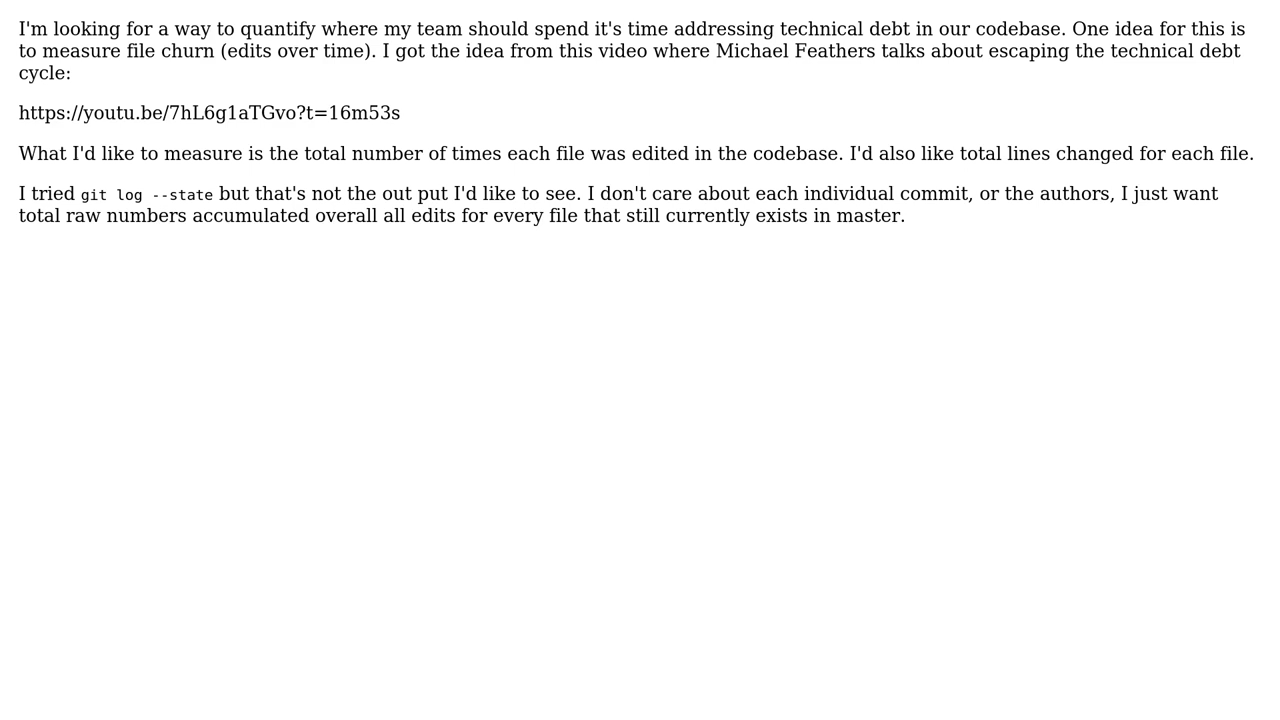 I'm looking for a way to quantify where my team should spend it's time addressing technical debt in our codebase. One idea for this is
to measure file churn (edits over time). I got the idea from this video where Michael Feathers talks about escaping the technical debt
cycle:
https://youtu.be/7hL6g1aTGvo?t=16m53s
What I'd like to measure is the total number of times each file was edited in the codebase. I'd also like total lines changed for each file.
I tried git log --state but that's not the out put I'd like to see. I don't care about each individual commit, or the authors, I just want
total raw numbers accumulated overall all edits for every file that still currently exists in master.